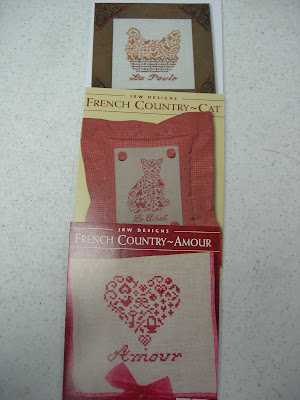 La Poule
JBW DESIGNS
FRENCH COUNTRY~CAT
Le Chat
JBW DESIGNS
FRENCH COUNTRY~AMOUR
Amour